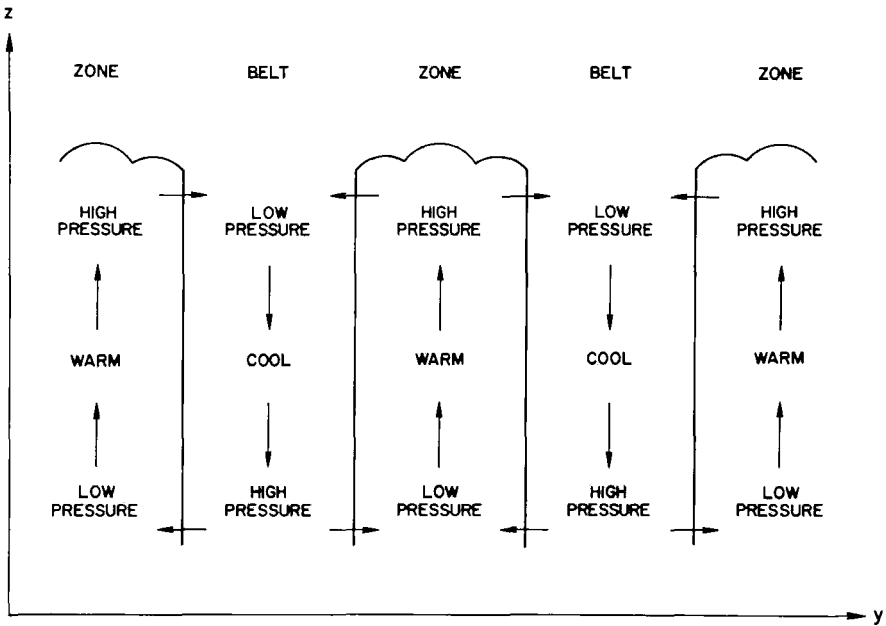 z
ZONE BELT ZONE BELT ZONE
HIGH LOW HIGH LOW HIGH
PRESSURE PRESSURE PRESSURE PRESSURE PRESSURE
WARM COOL WARM COOL WARM
LOW HIGH LOW HIGH LOW
PRESSURE PRESSURE PRESSURE PRESSURE PRESSURE
y